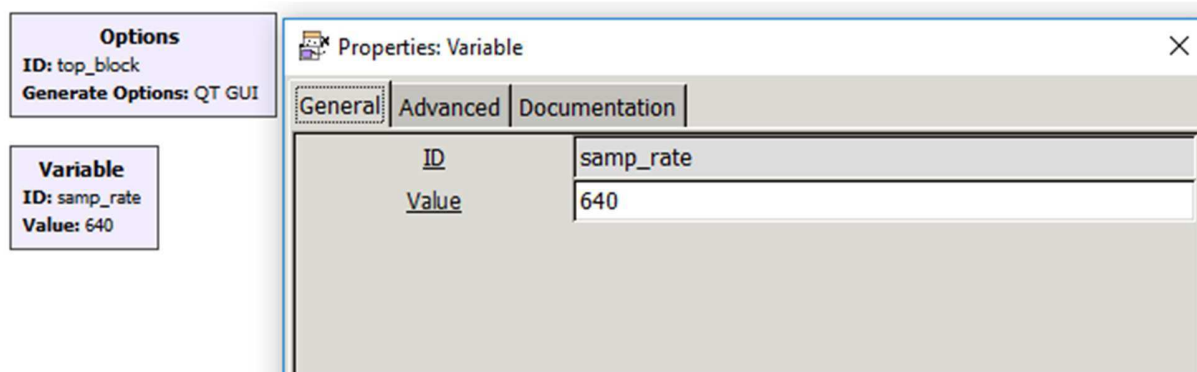 Options
ID: top_block
Generate Options: QT GUI
Variable
ID: samp_rate
Value: 640
Properties: Variable
General Advanced Documentation
ID samp_rate
Value 640